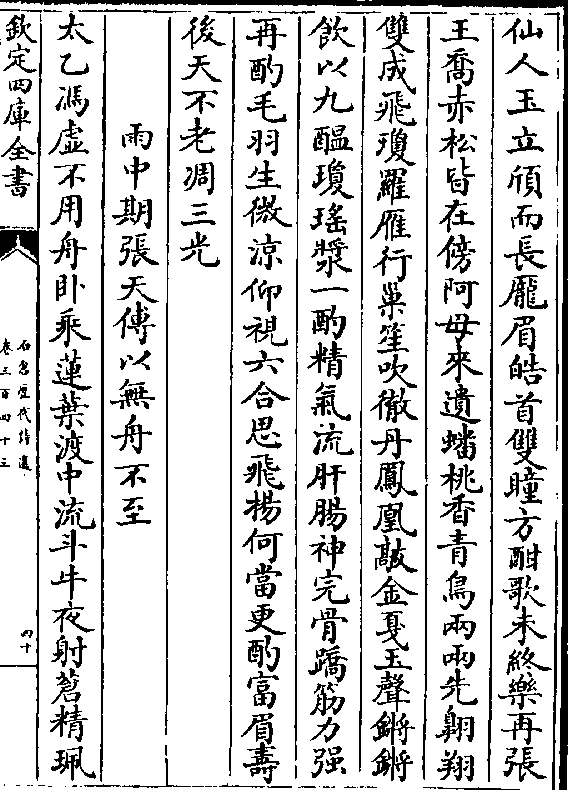 仙人玉立頎而長龎眉皓首雙瞳方酣歌未終樂再張
王喬赤松皆在傍阿母來遺蟠桃香青鳥兩兩先翺翔
雙成飛瓊羅雁行巢笙吹徹丹鳳凰敲金戛玉聲鏘鏘
飲以九醖瓊瑤漿一酌精氣流肝腸神完骨蹻筋力强
再酌毛羽生微涼仰視六合思飛揚何當更酌富眉壽
後天不老凋三光
雨中期張天傳以無舟不至
太乙馮虛不用舟卧乘蓮葉渡中流斗牛夜射蒼精珮
欽定四庫全書
石倉歷代詩選
卷三百四十三
四十